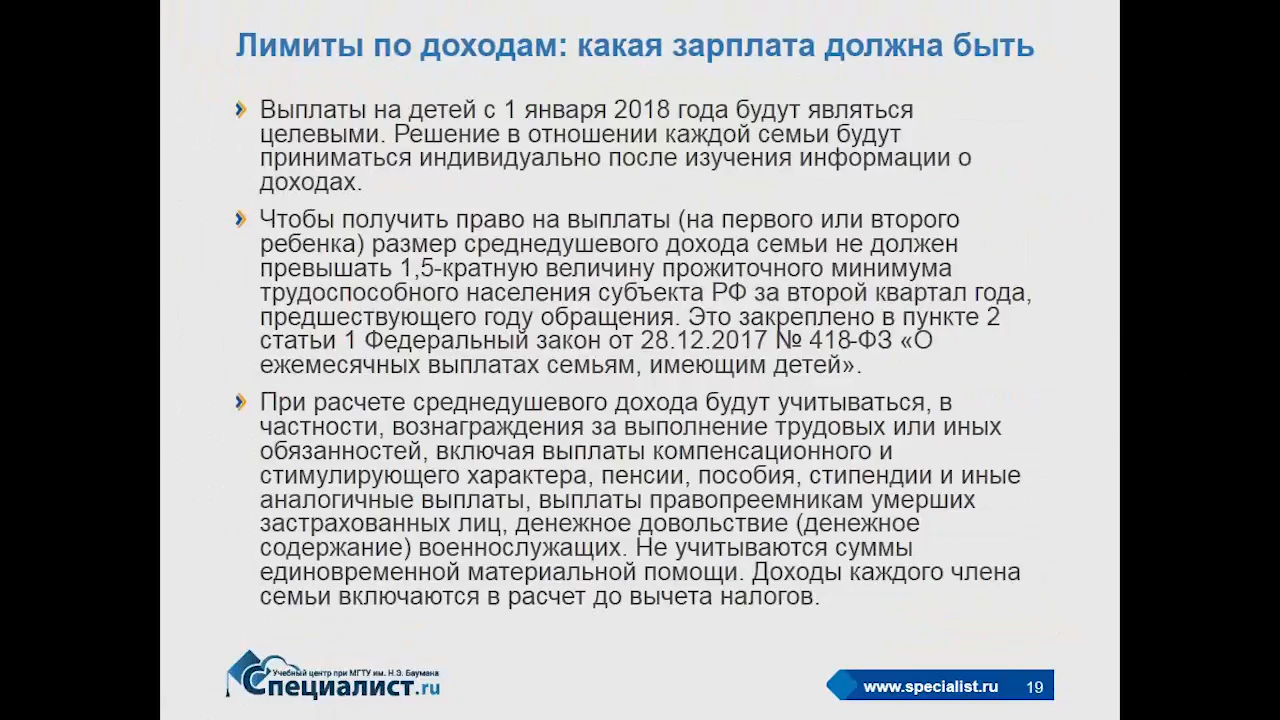 Лимиты по доходам: какая зарплата должна быть
Выплаты на детей с 1 января 2018 года будут являться
целевыми. Решение в отношении каждой семьи будут
приниматься индивидуально после изучения информации о
доходах.
Чтобы получить право на выплаты (на первого или второго
ребенка) размер среднедушевого дохода семьи не должен
превышать 1,5-кратную величину прожиточного минимума
трудоспособного населения субъекта РФ за второй квартал года,
предшествующего году обращения. Это закреплено в пункте 2
статьи 1 Федеральный закон от 28.12.2017 № 418-ФЗ «О
ежемесячных выплатах семьям, имеющим детей».
При расчете среднедушевого дохода будут учитываться, в
частности, вознаграждения за выполнение трудовых или иных
обязанностей, включая выплаты компенсационного и
стимулирующего характера, пенсии, пособия, стипендии и иные
аналогичные выплаты, выплаты правопреемникам умерших
застрахованных лиц, денежное довольствие (денежное
содержание) военнослужащих. Не учитываются суммы
единовременной материальной помощи. Доходы каждого члена
семьи включаются в расчет до вычета налогов.
Учебный центр при МГТУ им. Н.Э. Баумана
Специалист.ru
www.specialist.ru 19